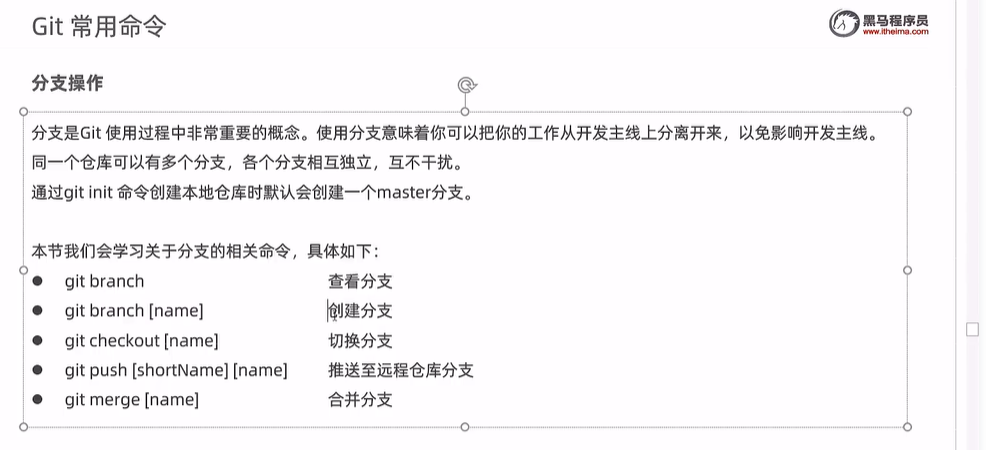 Git 常用命令
黑马程序员
www.itheima.com
分支操作
分支是Git 使用过程中非常重要的概念。使用分支意味着你可以把你的工作从开发主线上分离开来，以免影响开发主线。
同一个仓库可以有多个分支，各个分支相互独立，互不干扰。
通过git init 命令创建本地仓库时默认会创建一个master分支。
本节我们会学习关于分支的相关命令，具体如下：
● git branch 查看分支
● git branch [name] 创建分支
● git checkout [name] 切换分支
● git push [shortName] [name] 推送至远程仓库分支
● git merge [name] 合并分支